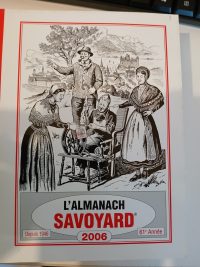 L'ALMANACH
SAVOYARD®
Depuis 1946
2006
61e Année